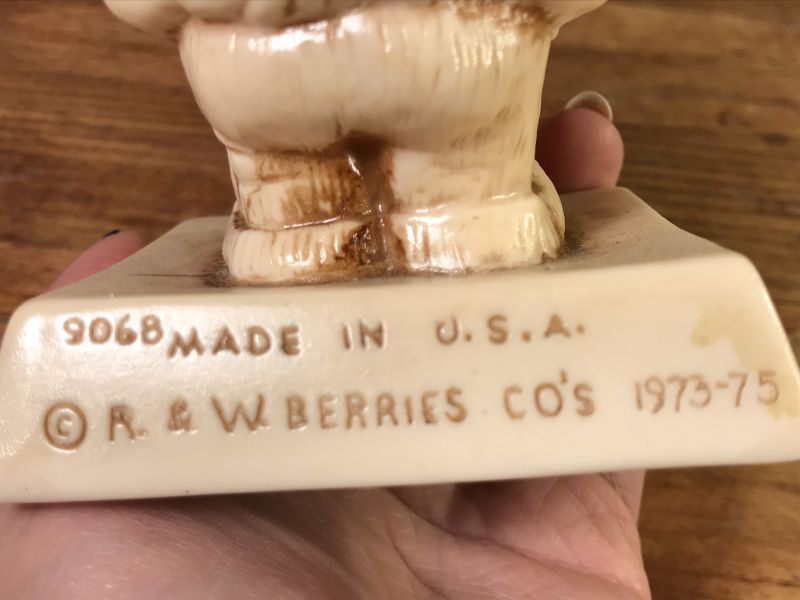 9068 MADE IN U.S.A.
© R. & W. BERRIES CO'S 1973-75